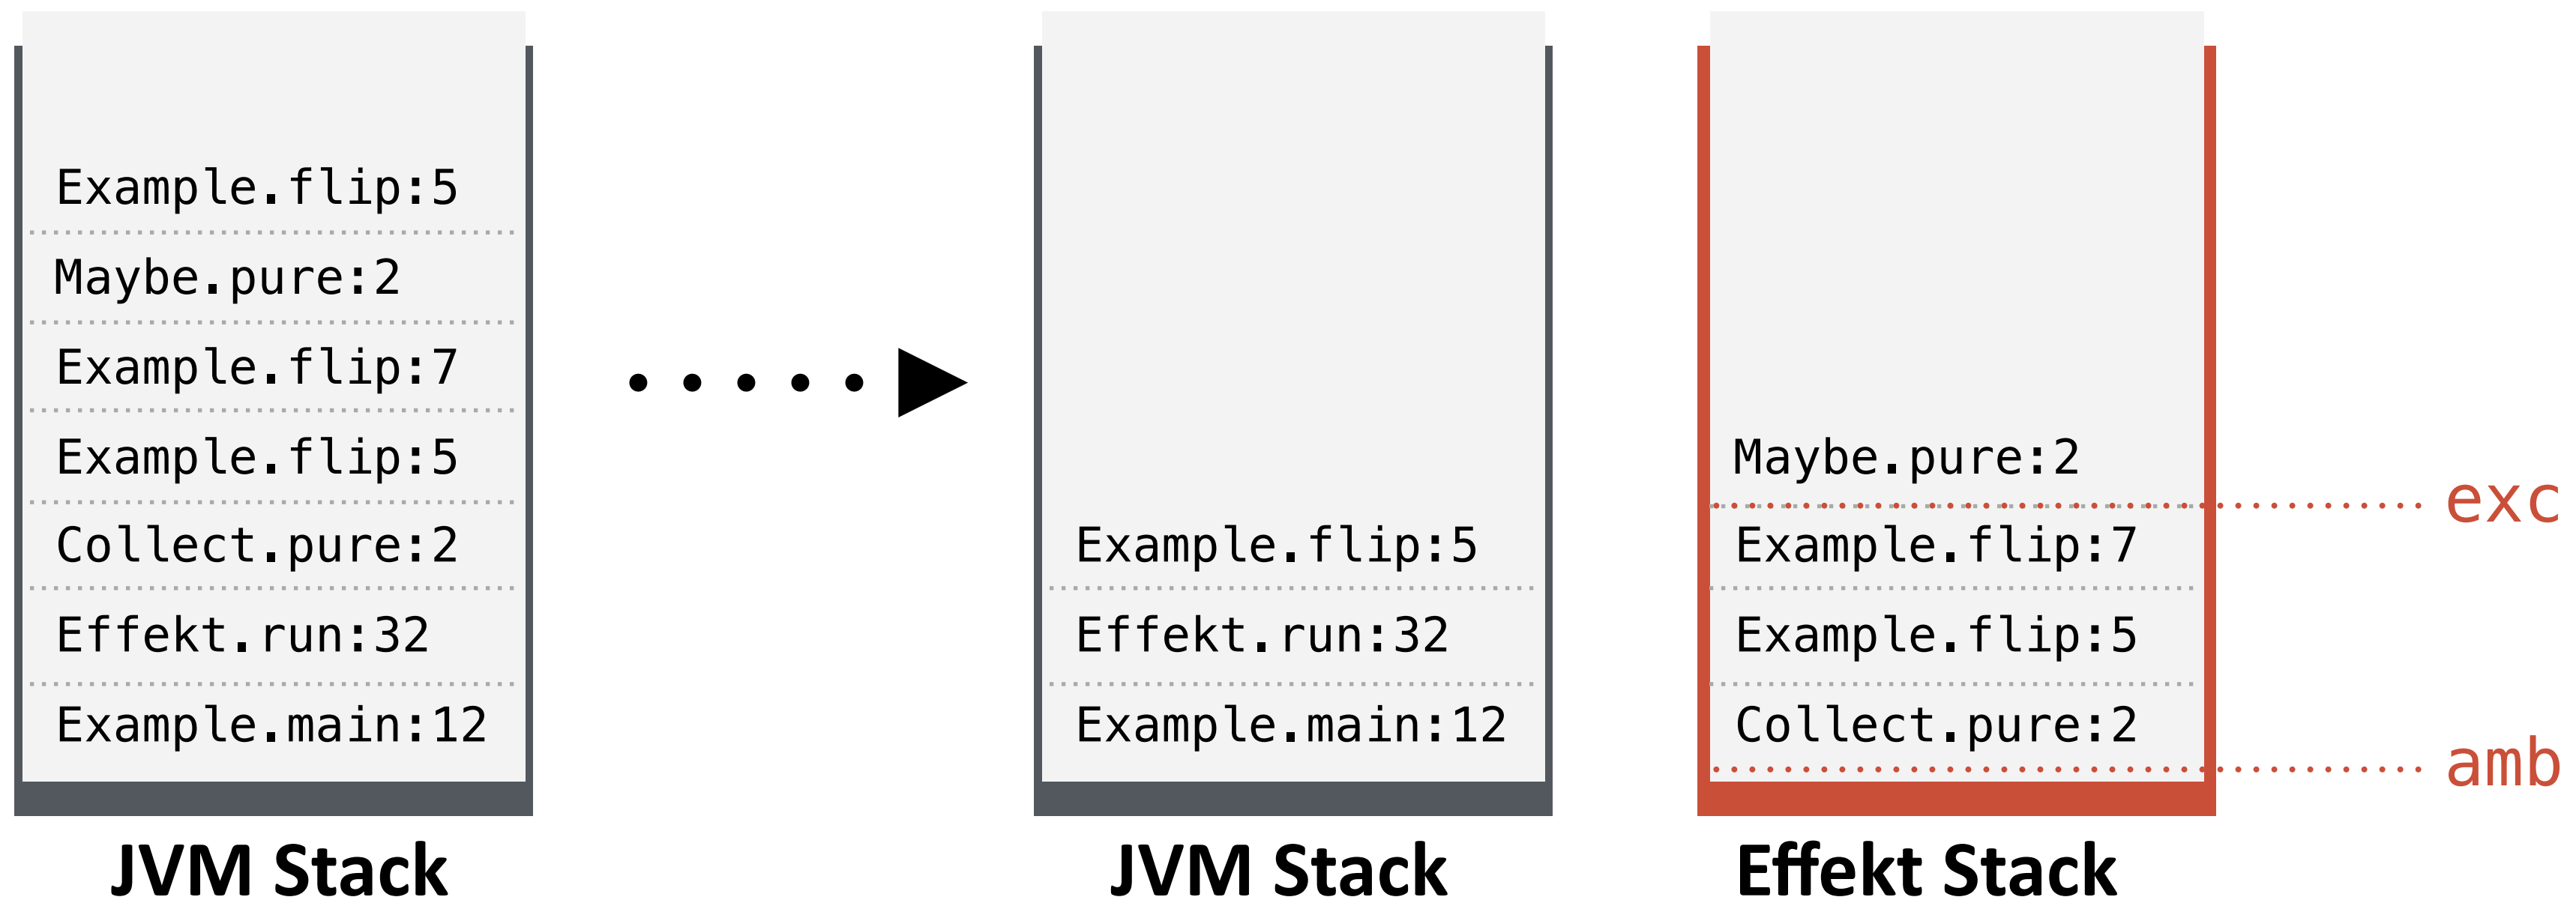 Example.flip:5
Maybe.pure:2
Example.flip:7
Example.flip:5
Collect.pure:2
Effekt.run:32
Example.main:12
JVM Stack
Example.flip:5
Effekt.run:32
Example.main:12
JVM Stack
Maybe.pure:2
exc
Example.flip:7
Example.flip:5
Collect.pure:2
amb
Effekt Stack